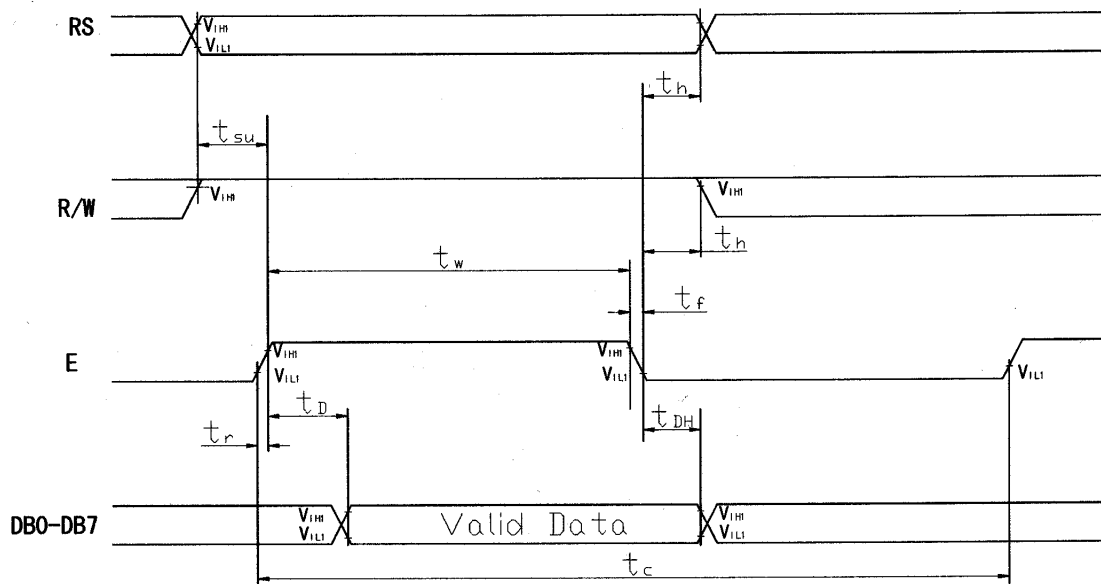 RS
VIH1
VIL1
th
tsu
R/W
VIH1
VIH1
th
tw
tf
E
VIH1
VIL1
VIH1
VIL1
VIL1
tD
tr
tDH
DB0-DB7
VIH1
VIL1
Valid Data
VIH1
VIL1
tc